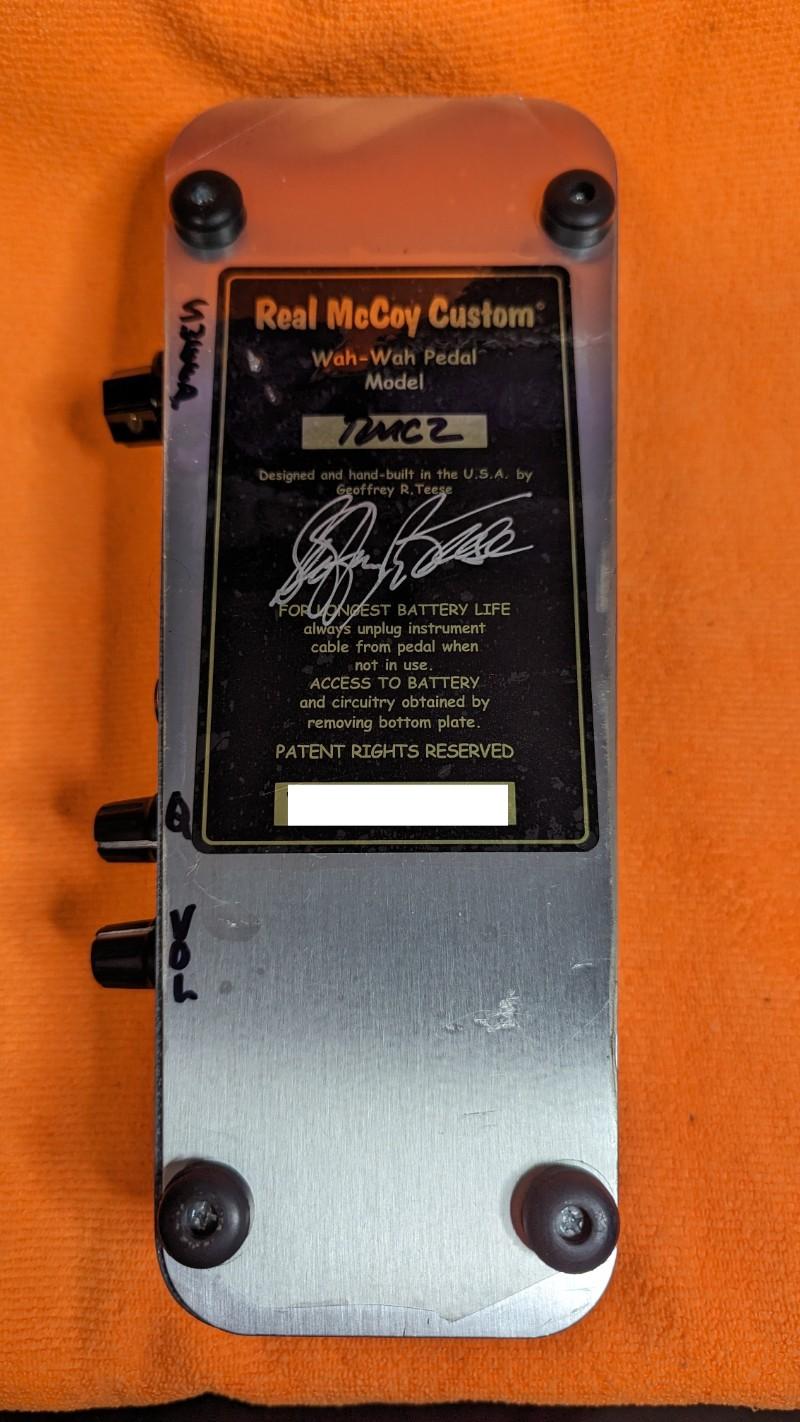 Real McCoy Custom®
Wah-Wah Pedal
Model
RMC2
Designed and hand-built in the U.S.A. by
Geoffrey R.Teese
FOR LONGEST BATTERY LIFE
always unplug instrument
cable from pedal when
not in use.
ACCESS TO BATTERY
and circuitry obtained by
removing bottom plate.
PATENT RIGHTS RESERVED
Q
VOL